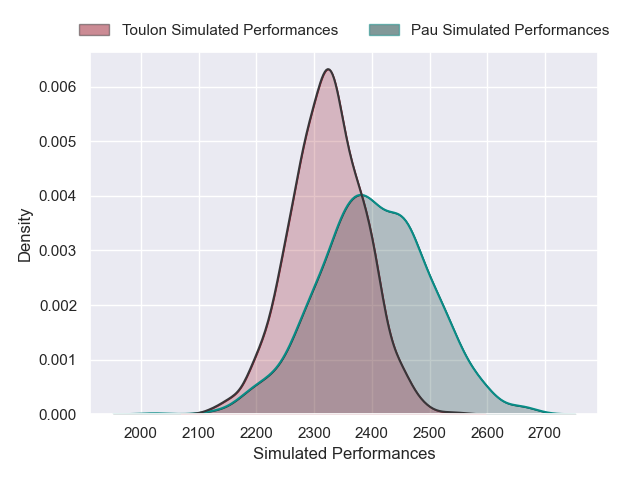 Toulon Simulated Performances Pau Simulated Performances
0.006
0.005
0.004
0.003
0.002
0.001
0.000
Density
2000 2100 2200 2300 2400 2500 2600 2700
Simulated Performances